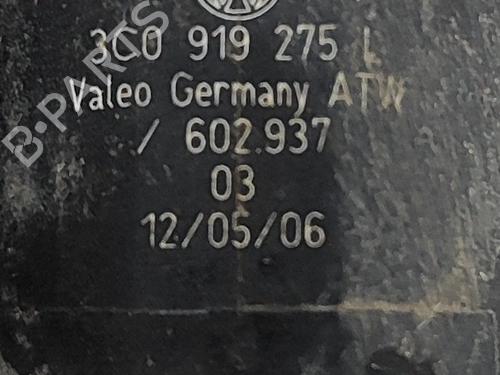 3C0 919 275 L
Valeo Germany ATW
/ 602.937
03
12/05/06
B-PARTS